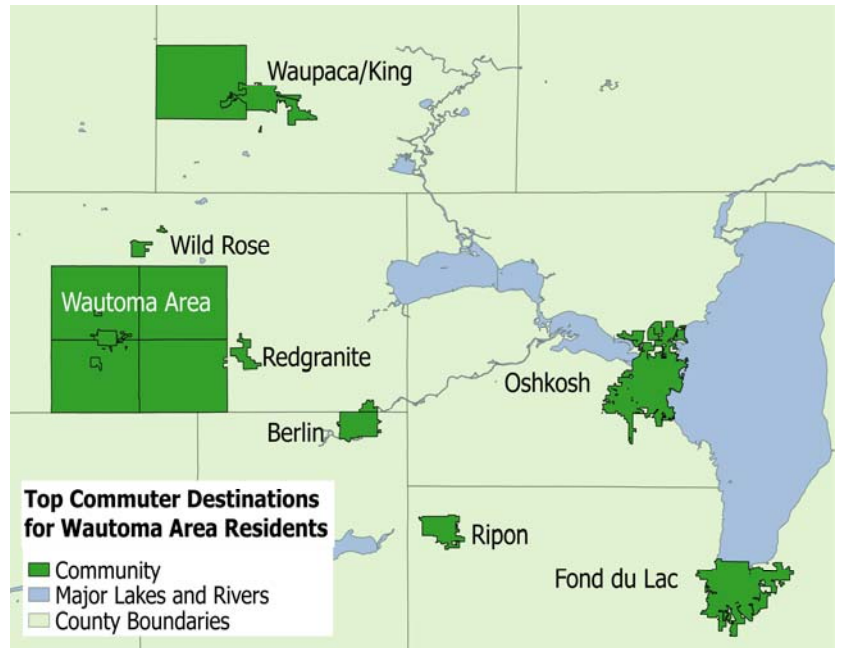 Waupaca/King
Wild Rose
Wautoma Area
Redgranite
Oshkosh
Berlin
Top Commuter Destinations
for Wautoma Area Residents
Community
Major Lakes and Rivers
County Boundaries
Ripon
Fond du Lac